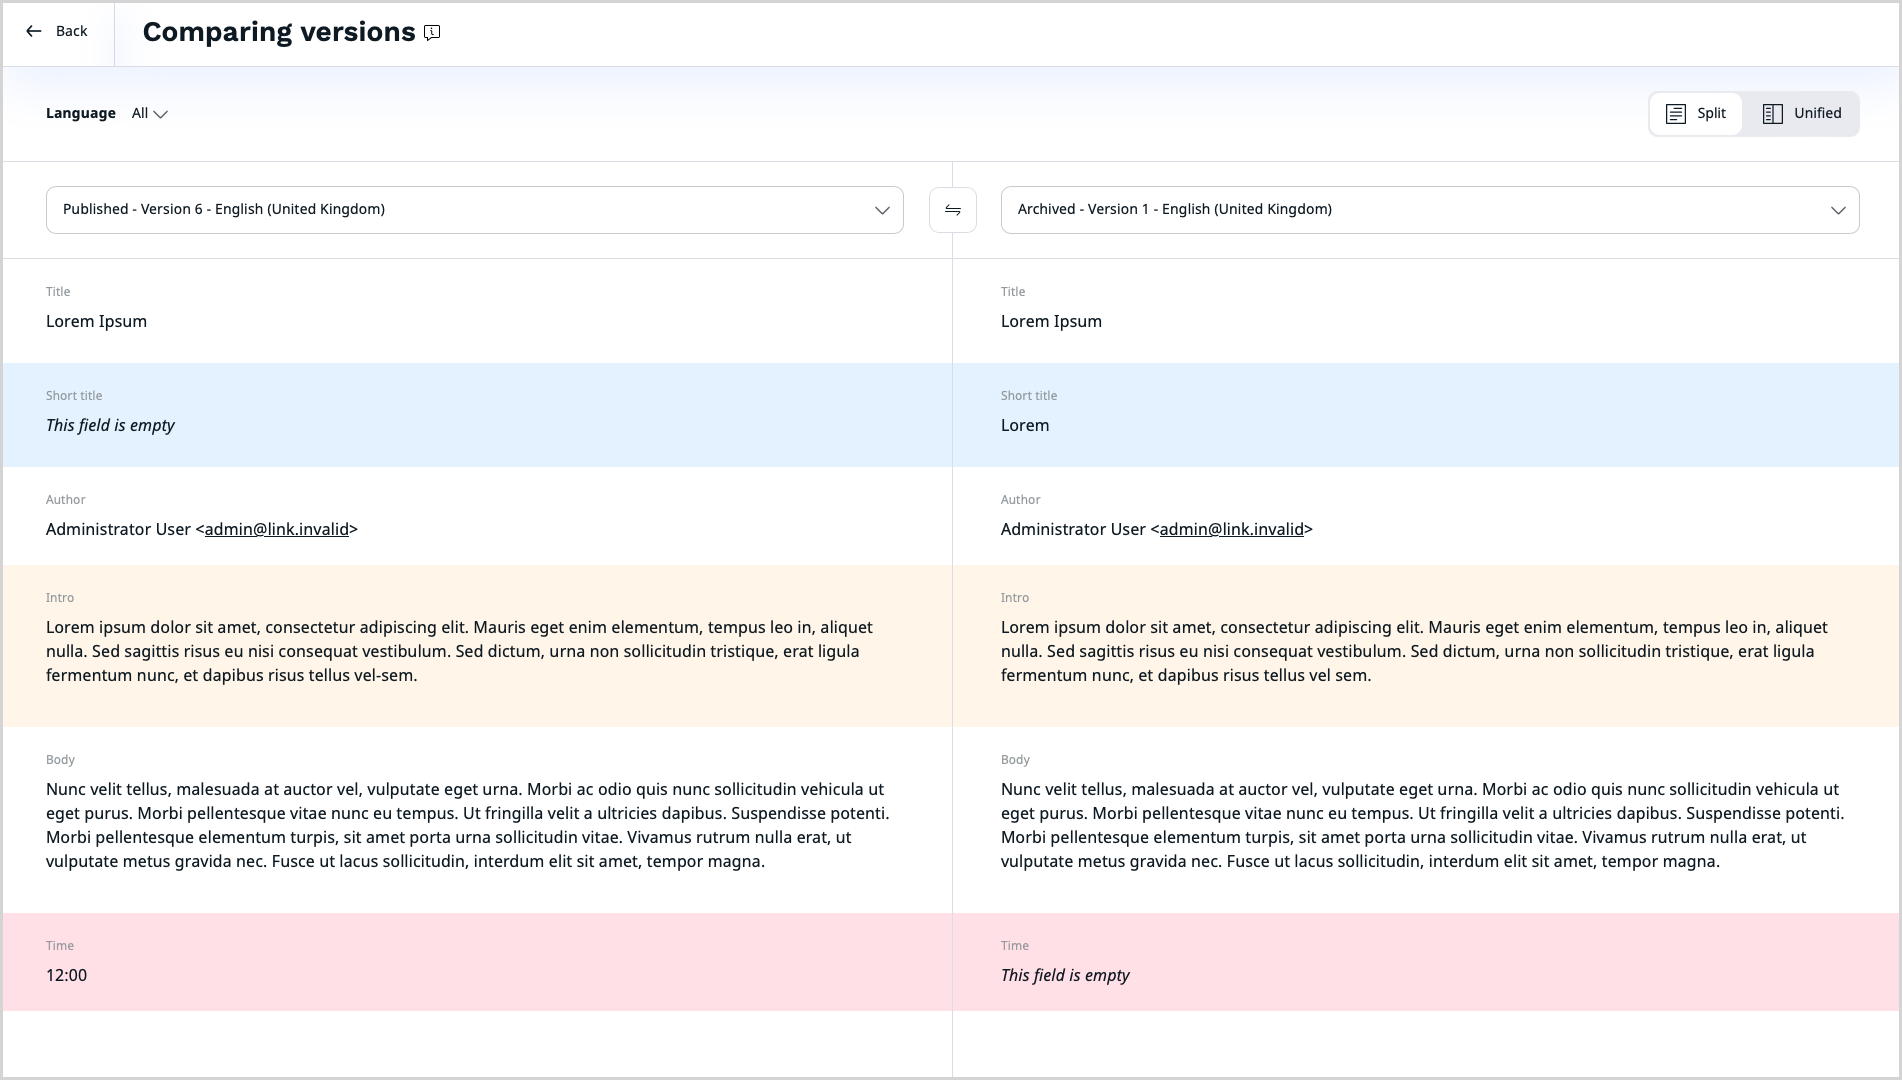 Back
Comparing versions
Language All
Split
Unified
Published - Version 6 - English (United Kingdom)
Archived - Version 1 - English (United Kingdom)
Title
Lorem Ipsum
Title
Lorem Ipsum
Short title
This field is empty
Short title
Lorem
Author
Administrator User <admin@link.invalid>
Author
Administrator User <admin@link.invalid>
Intro
Lorem ipsum dolor sit amet, consectetur adipiscing elit. Mauris eget enim elementum, tempus leo in, aliquet
nulla. Sed sagittis risus eu nisi consequat vestibulum. Sed dictum, urna non sollicitudin tristique, erat ligula
fermentum nunc, et dapibus risus tellus vel-sem.
Intro
Lorem ipsum dolor sit amet, consectetur adipiscing elit. Mauris eget enim elementum, tempus leo in, aliquet
nulla. Sed sagittis risus eu nisi consequat vestibulum. Sed dictum, urna non sollicitudin tristique, erat ligula
fermentum nunc, et dapibus risus tellus vel sem.
Body
Nunc velit tellus, malesuada at auctor vel, vulputate eget urna. Morbi ac odio quis nunc sollicitudin vehicula ut
eget purus. Morbi pellentesque vitae nunc eu tempus. Ut fringilla velit a ultricies dapibus. Suspendisse potenti.
Morbi pellentesque elementum turpis, sit amet porta urna sollicitudin vitae. Vivamus rutrum nulla erat, ut
vulputate metus gravida nec. Fusce ut lacus sollicitudin, interdum elit sit amet, tempor magna.
Body
Nunc velit tellus, malesuada at auctor vel, vulputate eget urna. Morbi ac odio quis nunc sollicitudin vehicula ut
eget purus. Morbi pellentesque vitae nunc eu tempus. Ut fringilla velit a ultricies dapibus. Suspendisse potenti.
Morbi pellentesque elementum turpis, sit amet porta urna sollicitudin vitae. Vivamus rutrum nulla erat, ut
vulputate metus gravida nec. Fusce ut lacus sollicitudin, interdum elit sit amet, tempor magna.
Time
12:00
Time
This field is empty